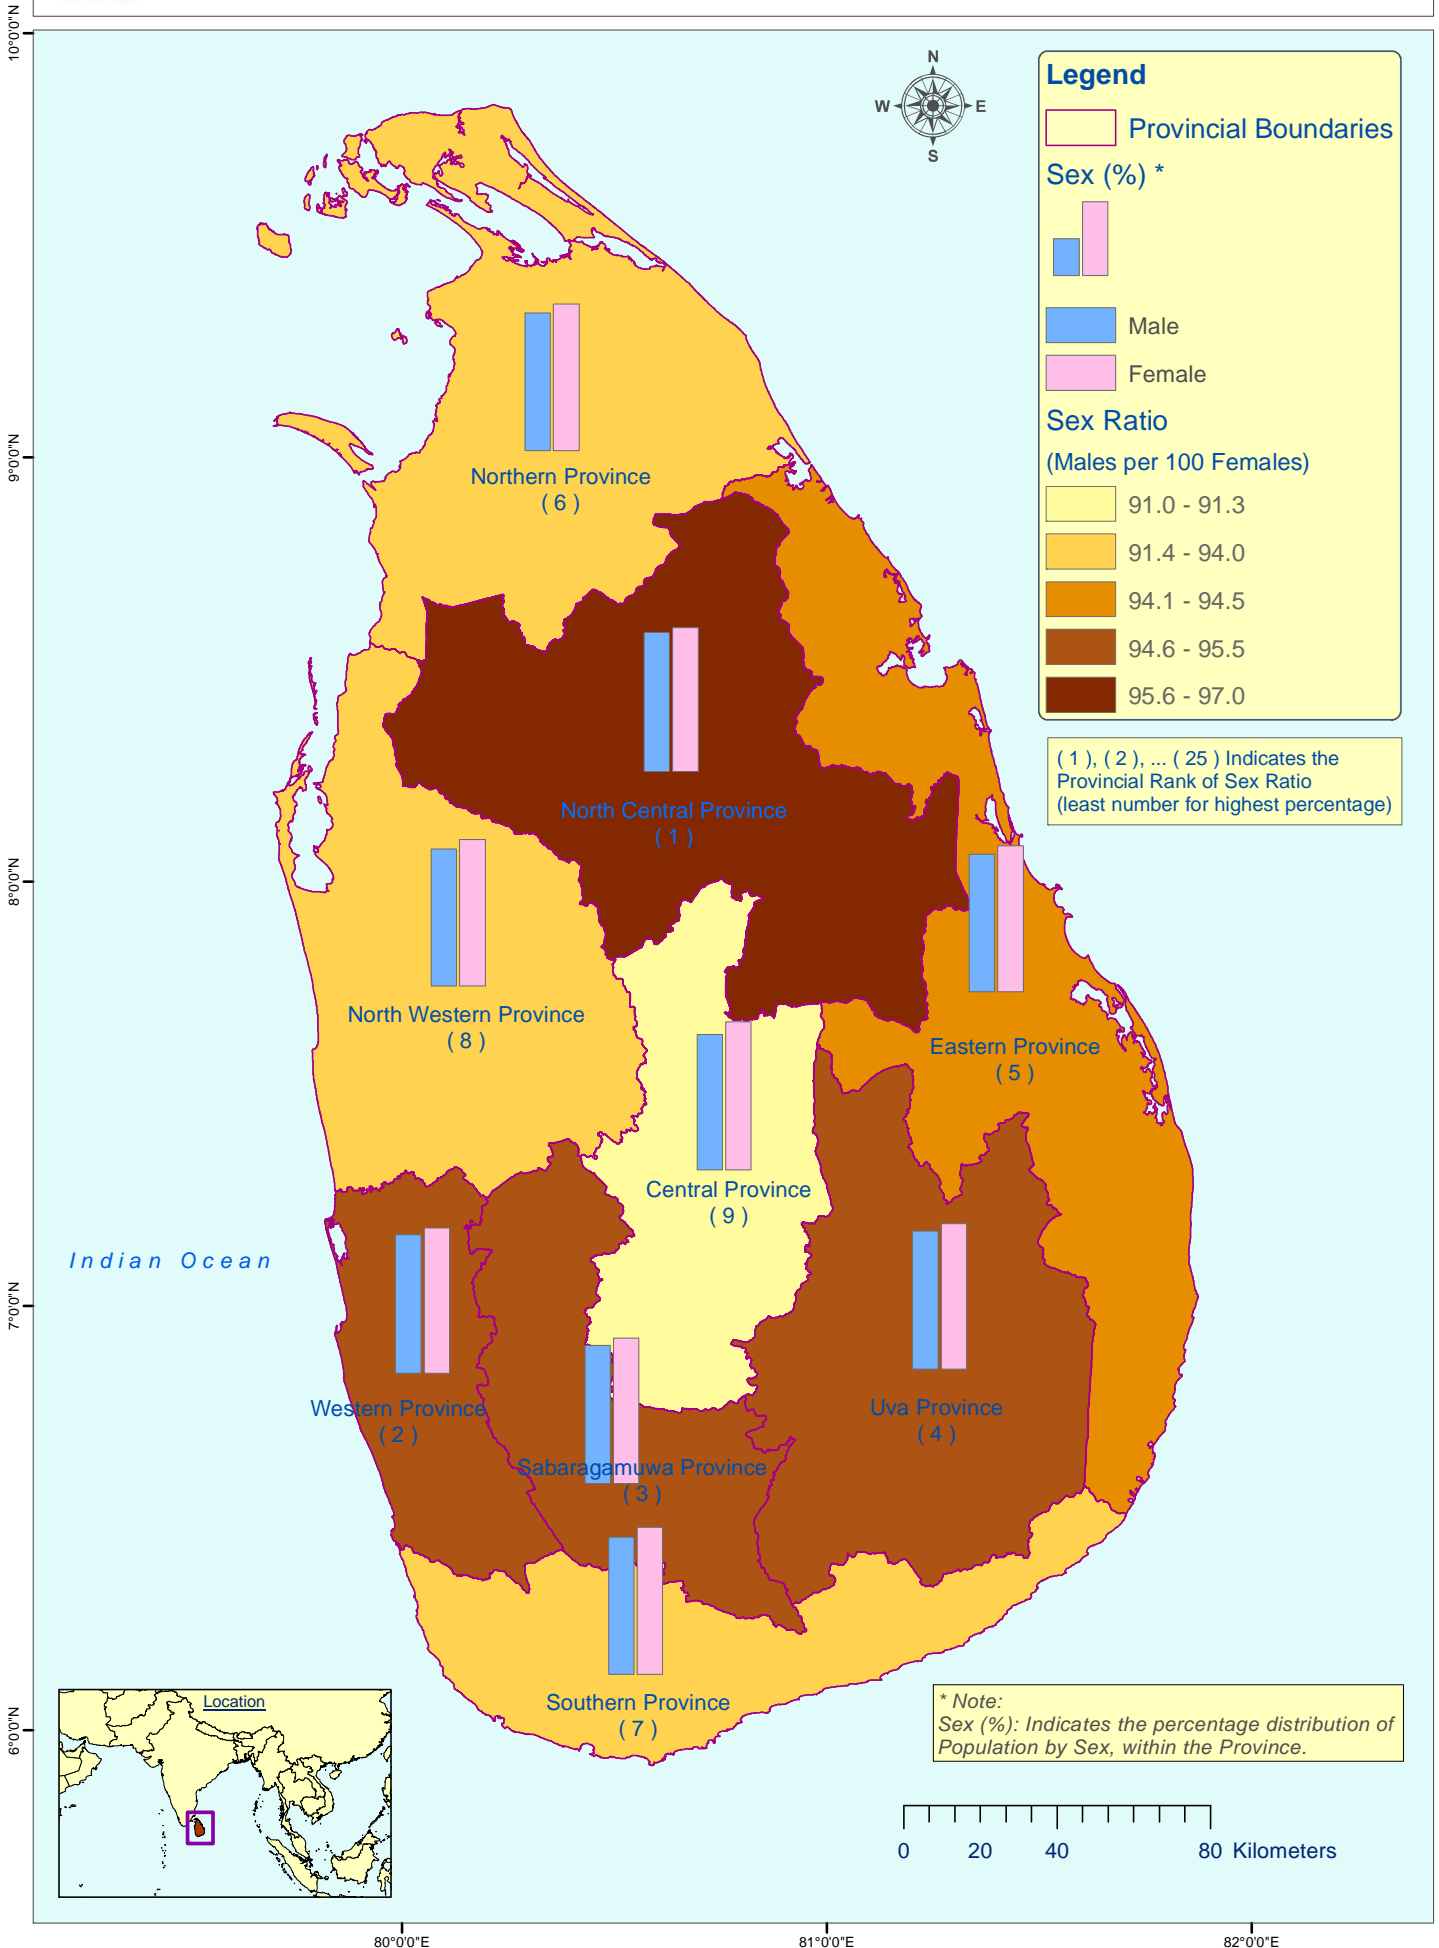 10°0'0"N
N
W
E
S
Legend
Provincial Boundaries
Sex (%) *
Male
Female
Sex Ratio
(Males per 100 Females)
91.0 - 91.3
91.4 - 94.0
94.1 - 94.5
94.6 - 95.5
95.6 - 97.0
( 1 ), ( 2 ), ... ( 25 ) Indicates the
Provincial Rank of Sex Ratio
(least number for highest percentage)
9°0'0"N
Northern Province
( 6 )
North Central Province
( 1 )
8°0'0"N
North Western Province
( 8 )
Eastern Province
( 5 )
Central Province
( 9 )
Indian Ocean
7°0'0"N
Western Province
( 2 )
Uva Province
( 4 )
Sabaragamuwa Province
( 3 )
Southern Province
( 7 )
6°0'0"N
Location
* Note:
Sex (%): Indicates the percentage distribution of
Population by Sex, within the Province.
0 20 40 80 Kilometers
80°0'0"E 81°0'0"E 82°0'0"E